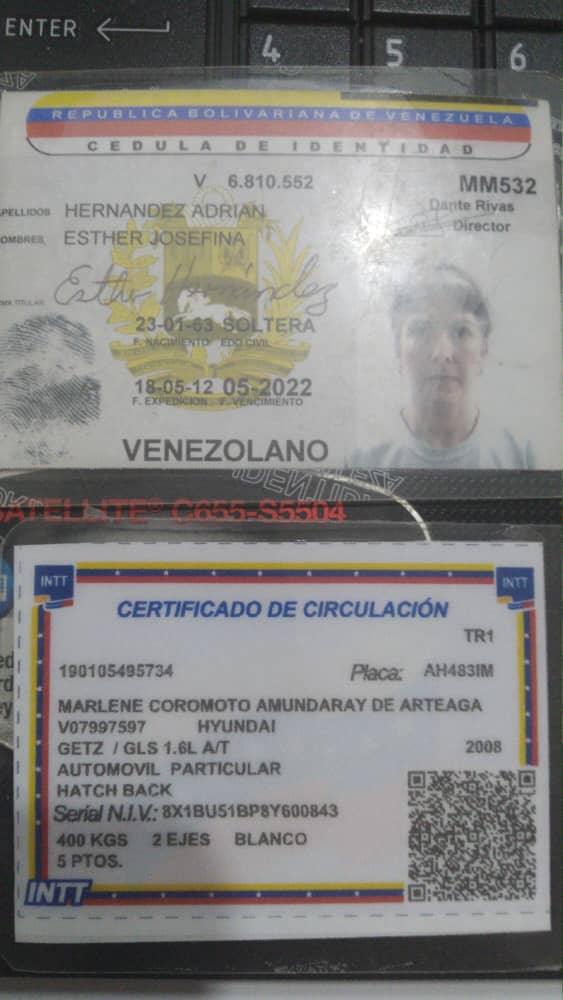 ENTER
4 5 6
REPUBLICA BOLIVARIANA DE VENEZUELA
CEDULA DE IDENTIDAD
V 6.810.552
MM532
Dante Rivas
Director
APELLIDOS HERNANDEZ ADRIAN
NOMBRES ESTHER JOSEFINA
Esther Hernández
FIRMA TITULAR
23-01-63 SOLTERA
F. NACIMIENTO EDO CIVIL
18-05-12 05-2022
F. EXPEDICION F. VENCIMIENTO
VENEZOLANO
SATELLITE® C655-S5504
INTT
INTT
CERTIFICADO DE CIRCULACIÓN
TR1
190105495734 Placa: AH483IM
MARLENE COROMOTO AMUNDARAY DE ARTEAGA
V07997597 HYUNDAI
GETZ / GLS 1.6L A/T 2008
AUTOMOVIL PARTICULAR
HATCH BACK
Serial N.I.V.: 8X1BU51BP8Y600843
400 KGS 2 EJES BLANCO
5 PTOS.
INTT